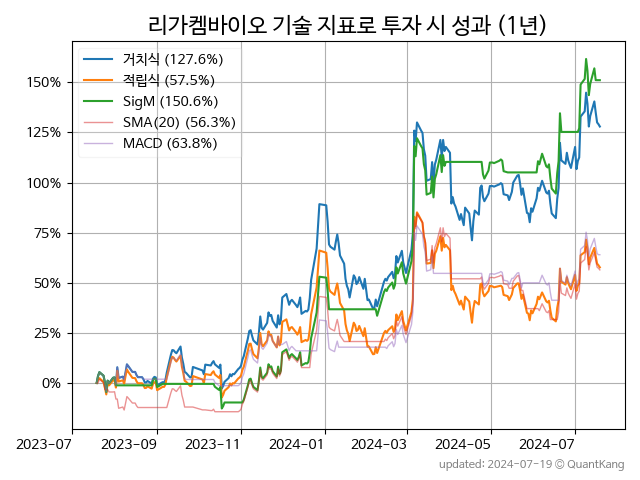 리가켐바이오 기술 지표로 투자 시 성과 (1년)
거치식 (127.6%)
적립식 (57.5%)
SigM (150.6%)
SMA(20) (56.3%)
MACD (63.8%)
150%
125%
100%
75%
50%
25%
0%
2023-07 2023-09 2023-11 2024-01 2024-03 2024-05 2024-07
updated: 2024-07-19 © QuantKang